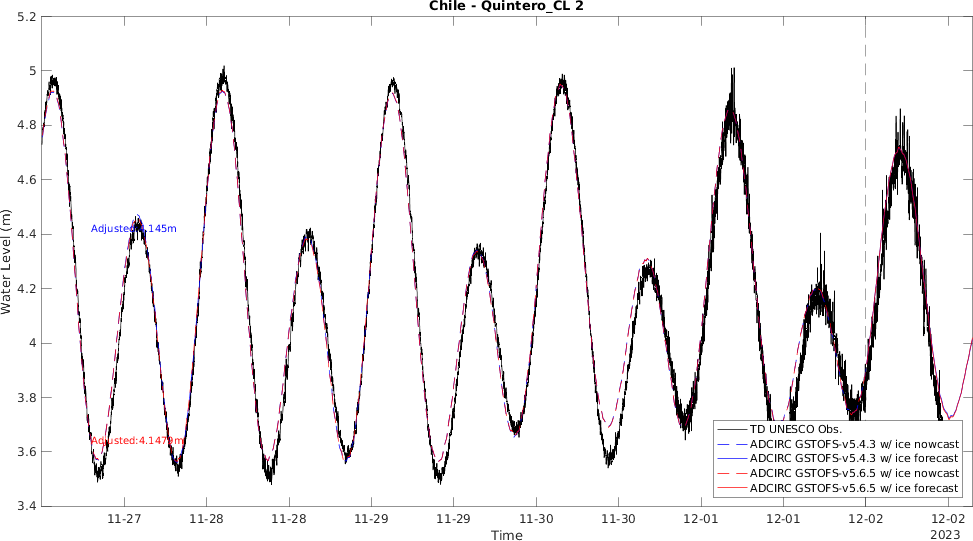 Chile - Quintero_CL 2
5.2
5
4.8
4.6
4.4
4.2
4
3.8
3.6
3.4
Water Level (m)
Adjusted:4.145m
Adjusted:4.1479m
TD UNESCO Obs.
ADCIRC GSTOFS-v5.4.3 w/ ice nowcast
ADCIRC GSTOFS-v5.4.3 w/ ice forecast
ADCIRC GSTOFS-v5.6.5 w/ ice nowcast
ADCIRC GSTOFS-v5.6.5 w/ ice forecast
11-27 11-28 11-28 11-29 11-29 11-30 11-30 12-01 12-01 12-02 12-02
2023
Time